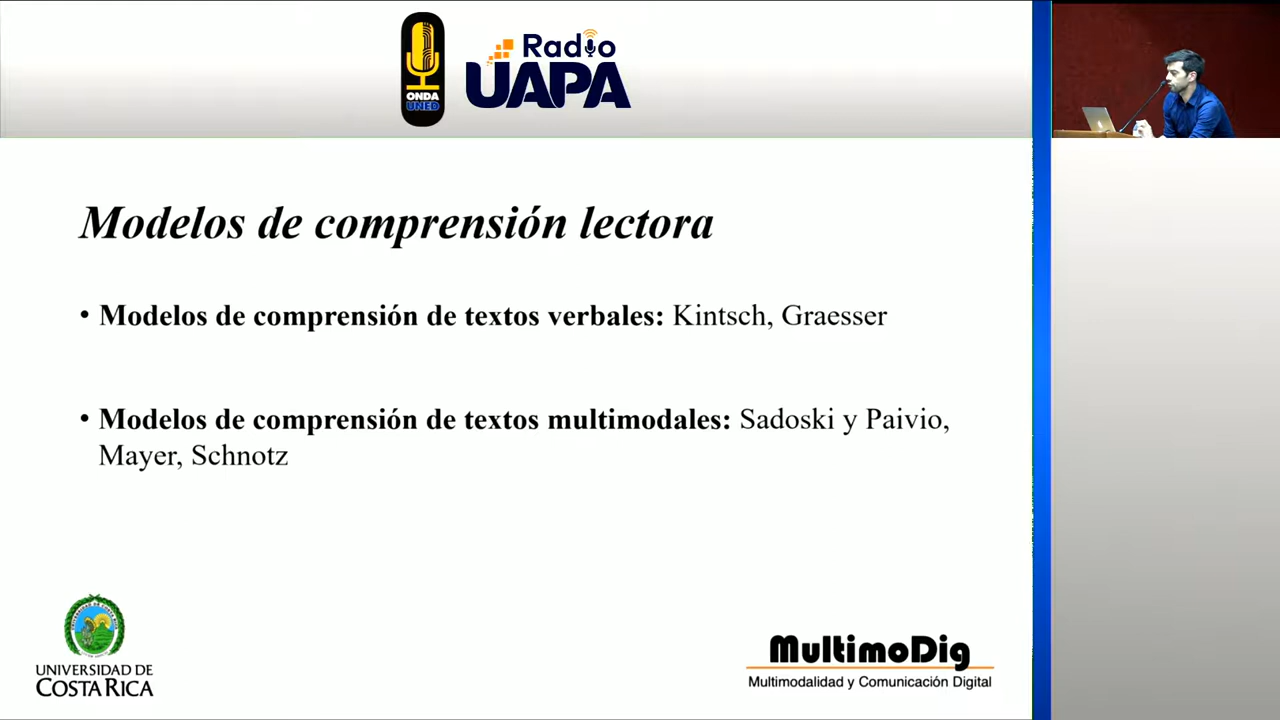 ONDA
UNED
Radio
UAPA
Modelos de comprensión lectora
• Modelos de comprensión de textos verbales: Kintsch, Graesser
• Modelos de comprensión de textos multimodales: Sadoski y Paivio,
Mayer, Schnotz
UNIVERSIDAD DE
COSTA RICA
MultimoDig
Multimodalidad y Comunicación Digital